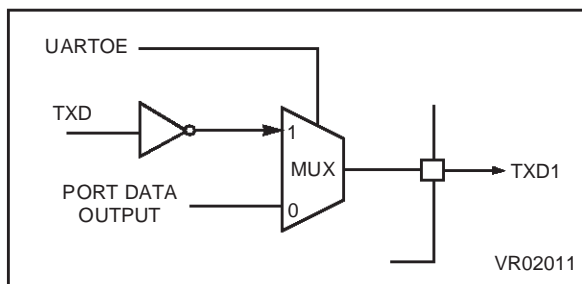 UARTOE
TXD
1
MUX
TXD1
PORT DATA
OUTPUT
0
VR02011